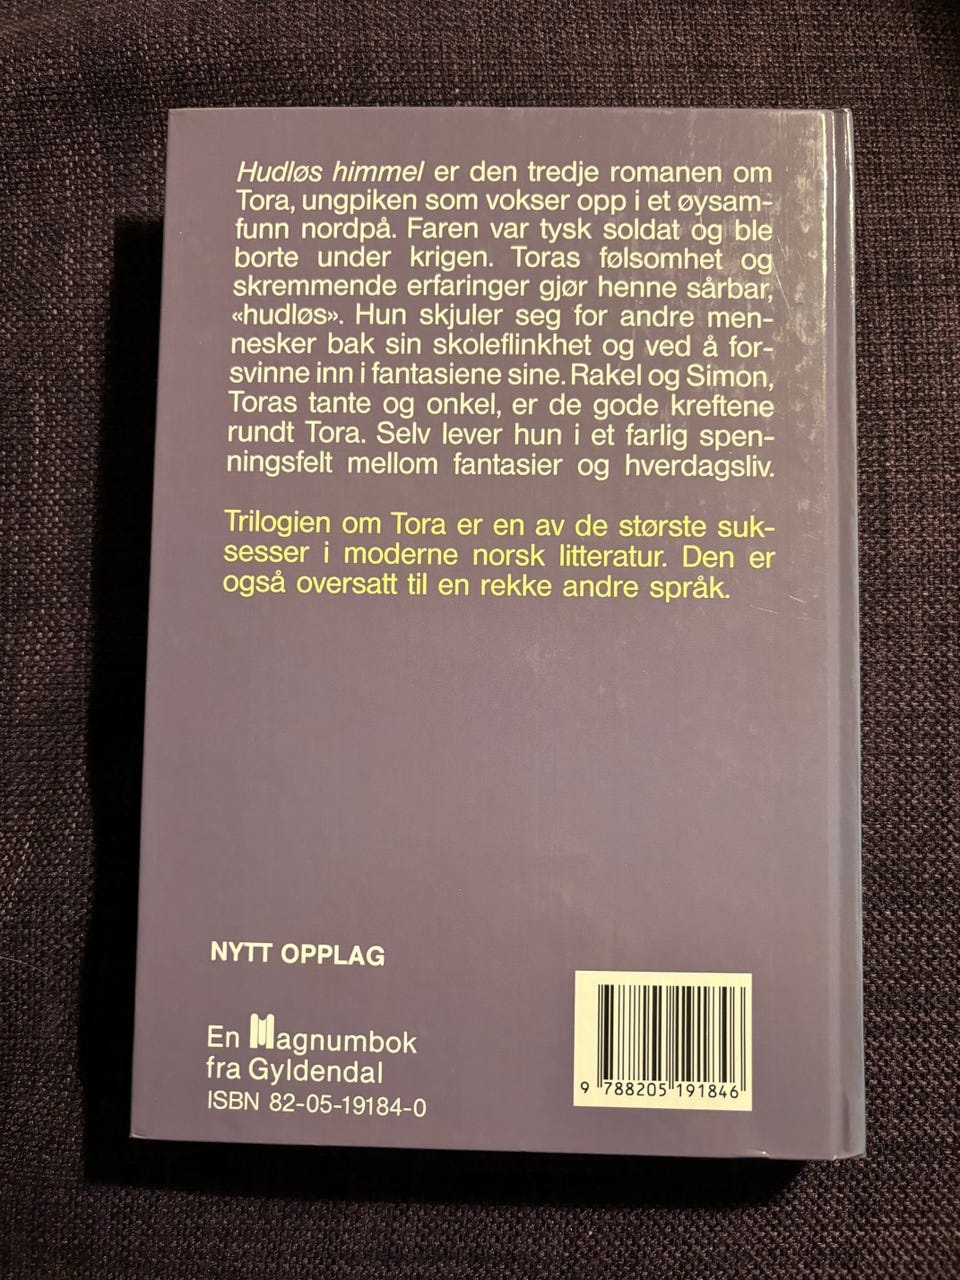 Hudløs himmel er den tredje romanen om
Tora, ungpiken som vokser opp i et øysam-
funn nordpå. Faren var tysk soldat og ble
borte under krigen. Toras følsomhet og
skremmende erfaringer gjør henne sårbar,
«hudløs». Hun skjuler seg for andre men-
nesker bak sin skoleflinkhet og ved å for-
svinne inn i fantasiene sine. Rakel og Simon,
Toras tante og onkel, er de gode kreftene
rundt Tora. Selv lever hun i et farlig spen-
ningsfelt mellom fantasier og hverdagsliv.
Trilogien om Tora er en av de største suk-
sesser i moderne norsk litteratur. Den er
også oversatt til en rekke andre språk.
NYTT OPPLAG
En Magnumbok
fra Gyldendal
ISBN 82-05-19184-0
9 788205 191846